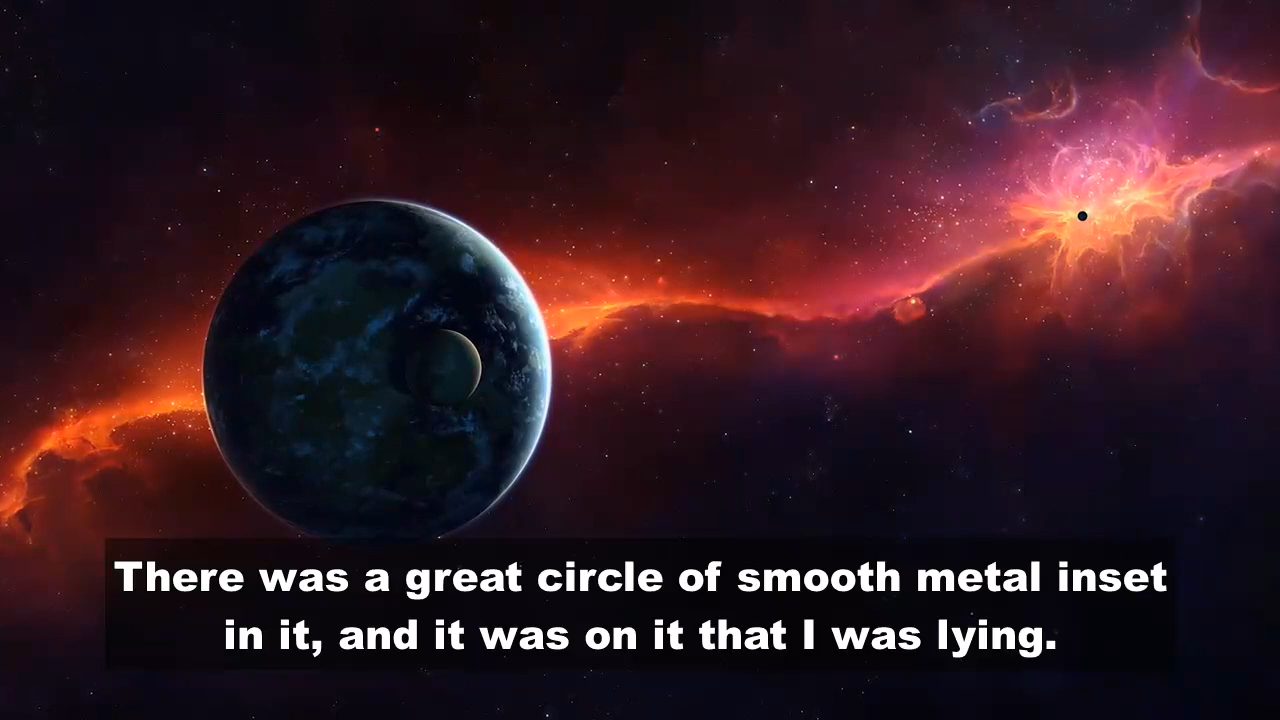 There was a great circle of smooth metal inset
in it, and it was on it that I was lying.